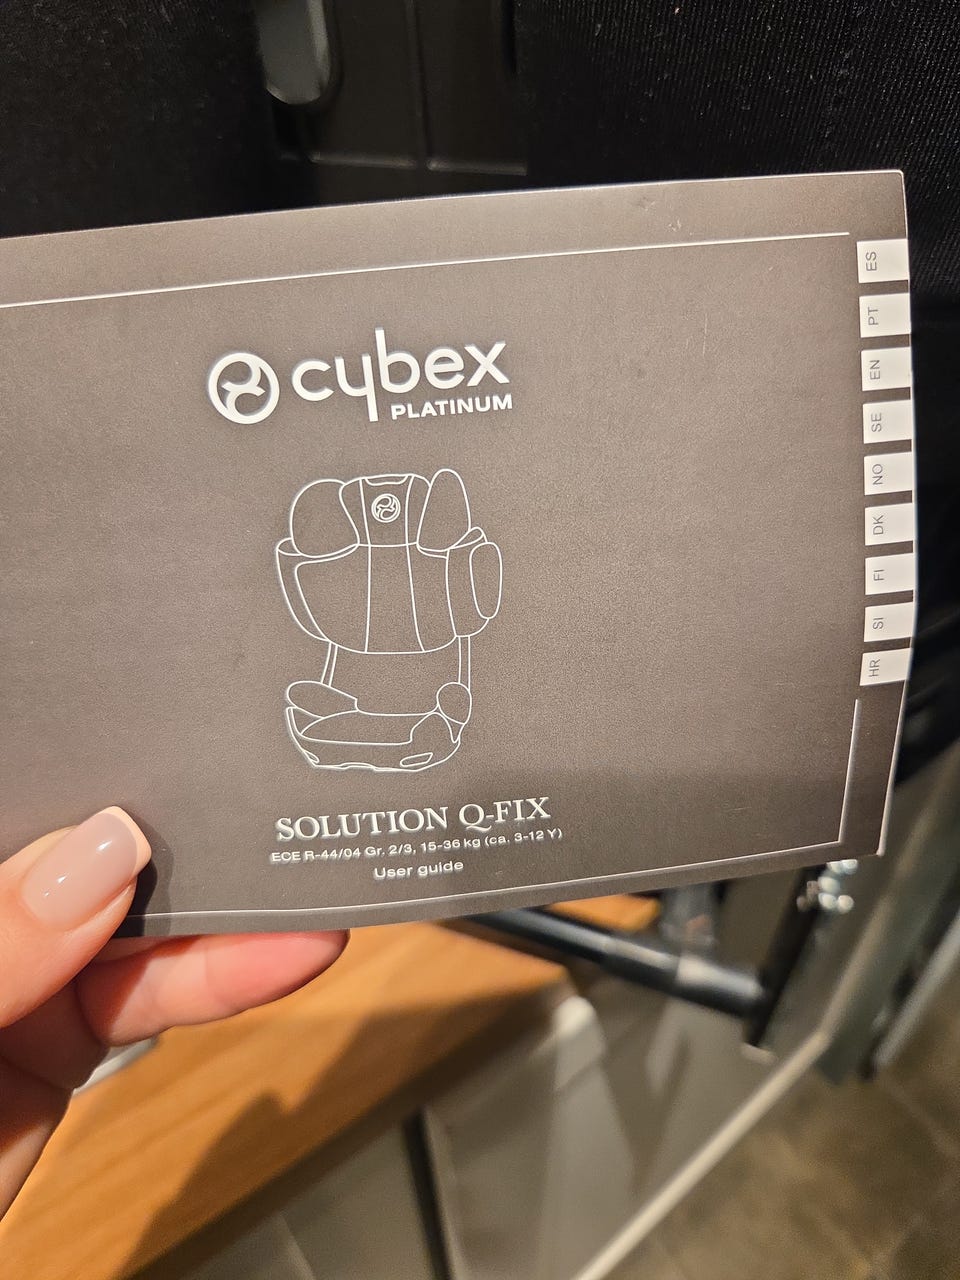 cybex
PLATINUM
SOLUTION Q-FIX
ECE R-44/04 Gr. 2/3, 15-36 kg (ca. 3-12 Y)
User guide
ES
PT
EN
SE
NO
DK
FI
SI
HR